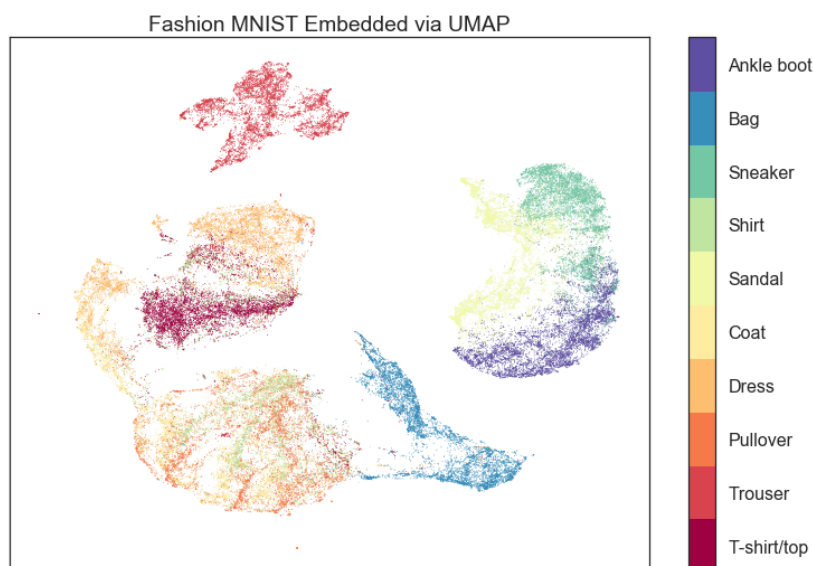 Fashion MNIST Embedded via UMAP
Ankle boot
Bag
Sneaker
Shirt
Sandal
Coat
Dress
Pullover
Trouser
T-shirt/top